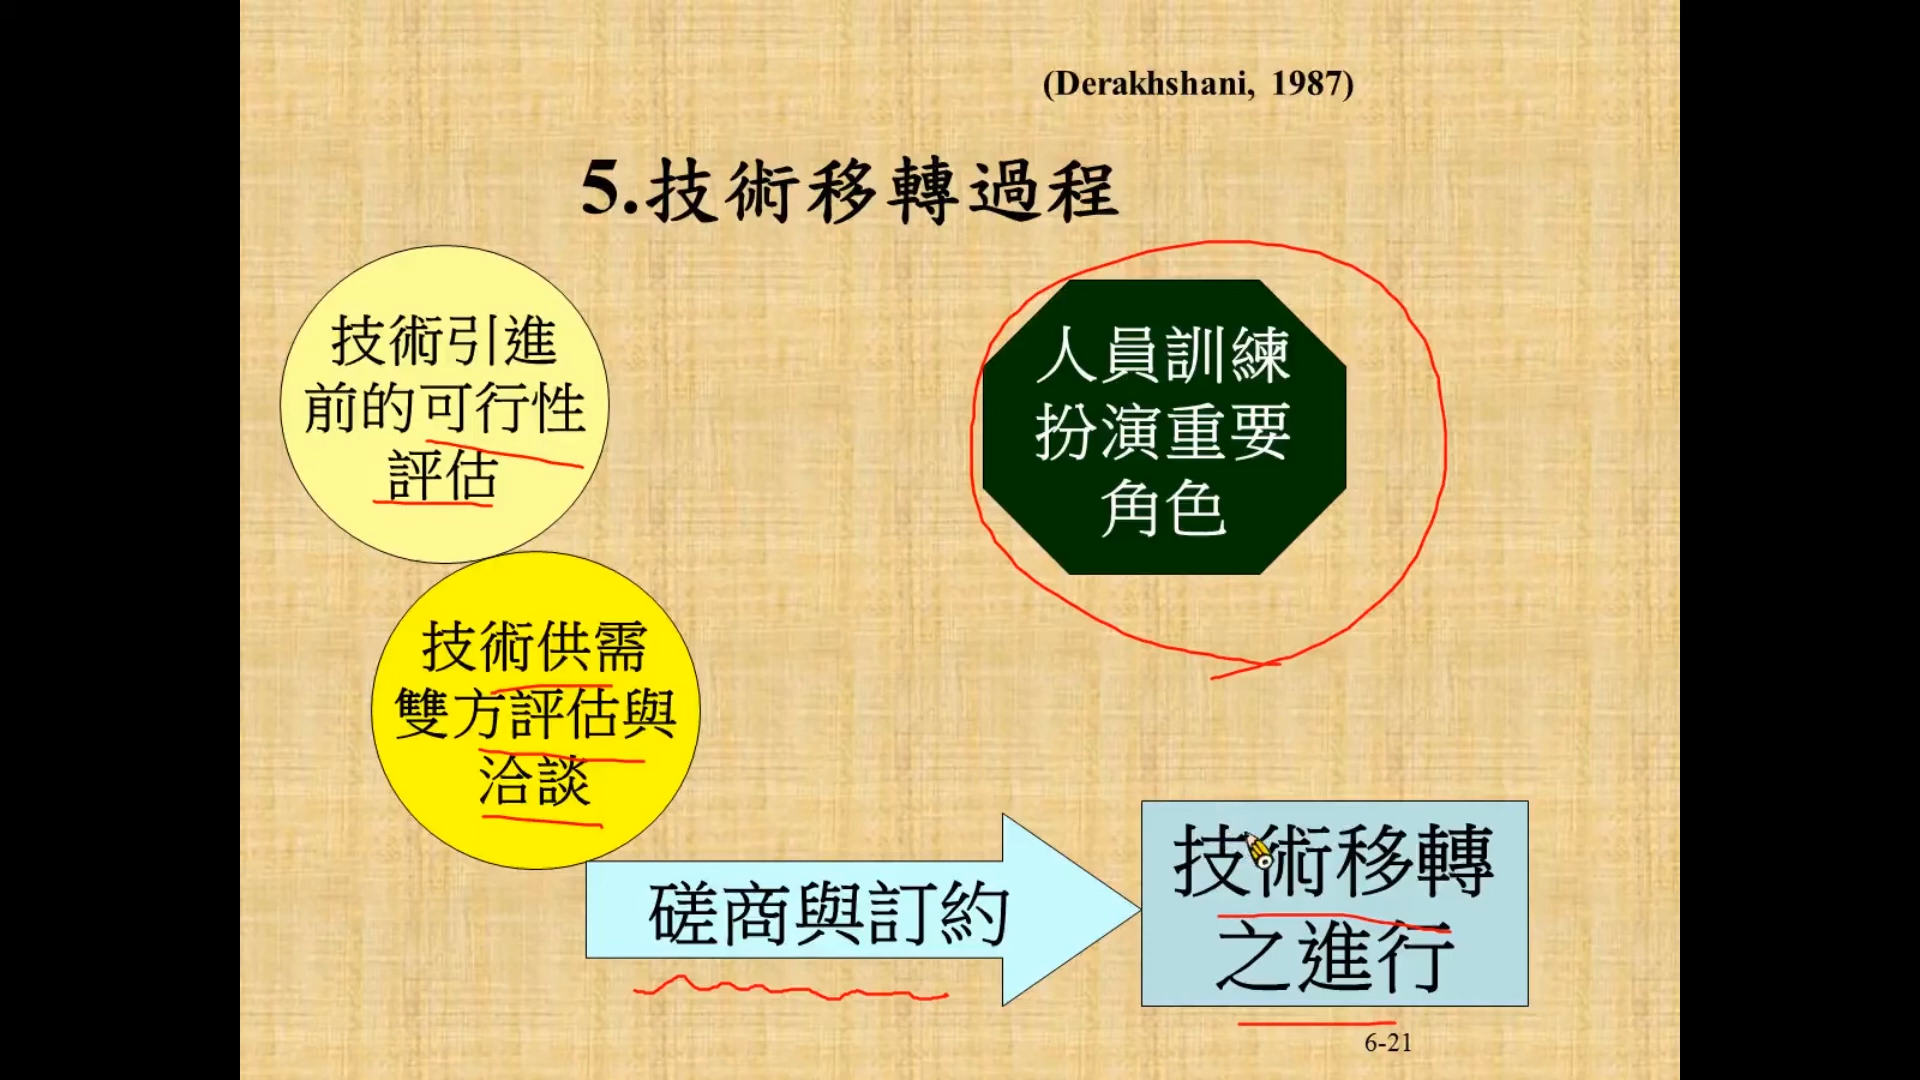 (Derakhshani, 1987)
5.技術移轉過程
技術引進
前的可行性
評估
人員訓練
扮演重要
角色
技術供需
雙方評估與
洽談
磋商與訂約
技術移轉
之進行
6-21